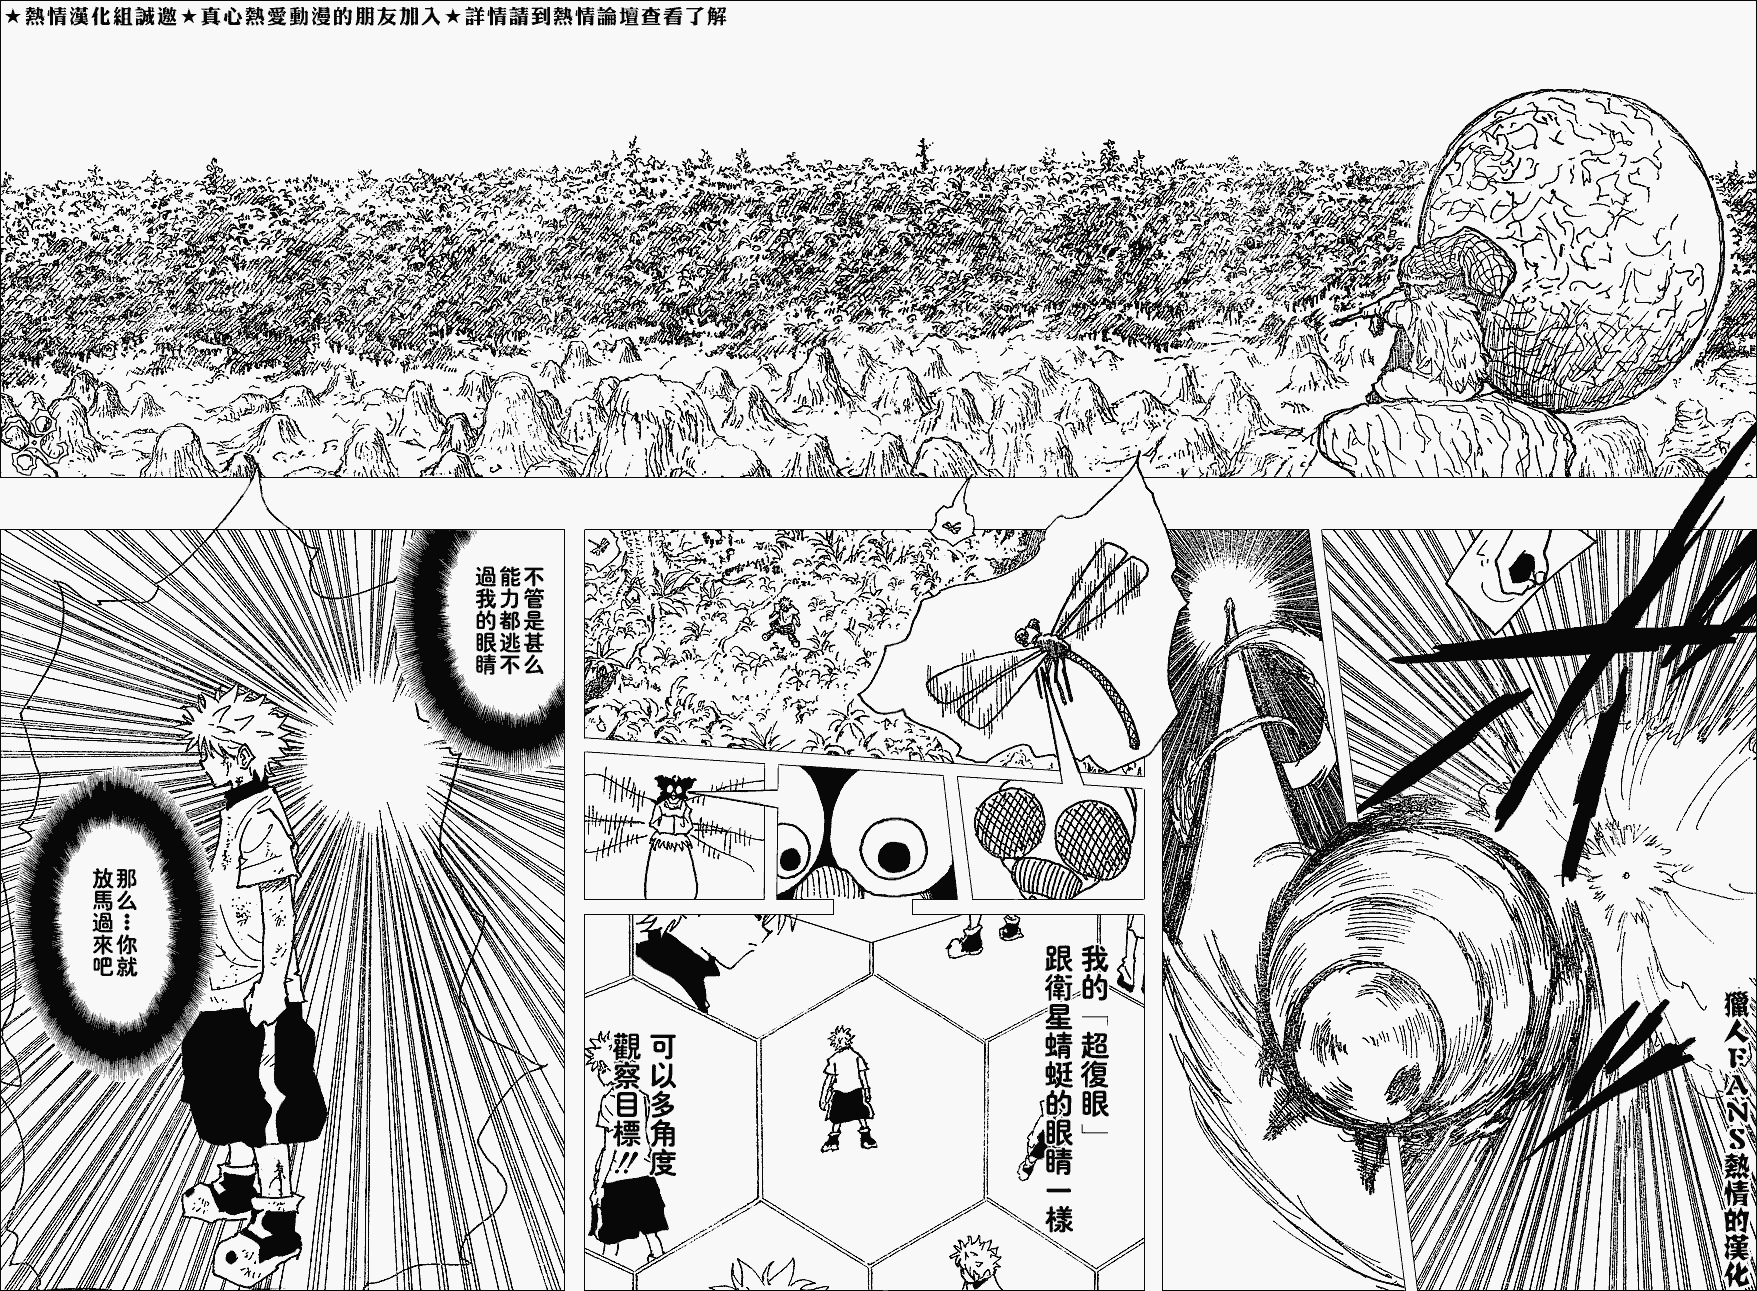 ★熱情漢化組誠邀★真心熱愛動漫的朋友加入★詳情請到熱情論壇查看了解
獵人FANS熱情的漢化
我的「超復眼」
跟衛星蜻蜓的眼睛一樣
可以多角度
觀察目標!!
不管是甚么
能力都逃不
過我的眼睛
那么…你就
放馬過來吧